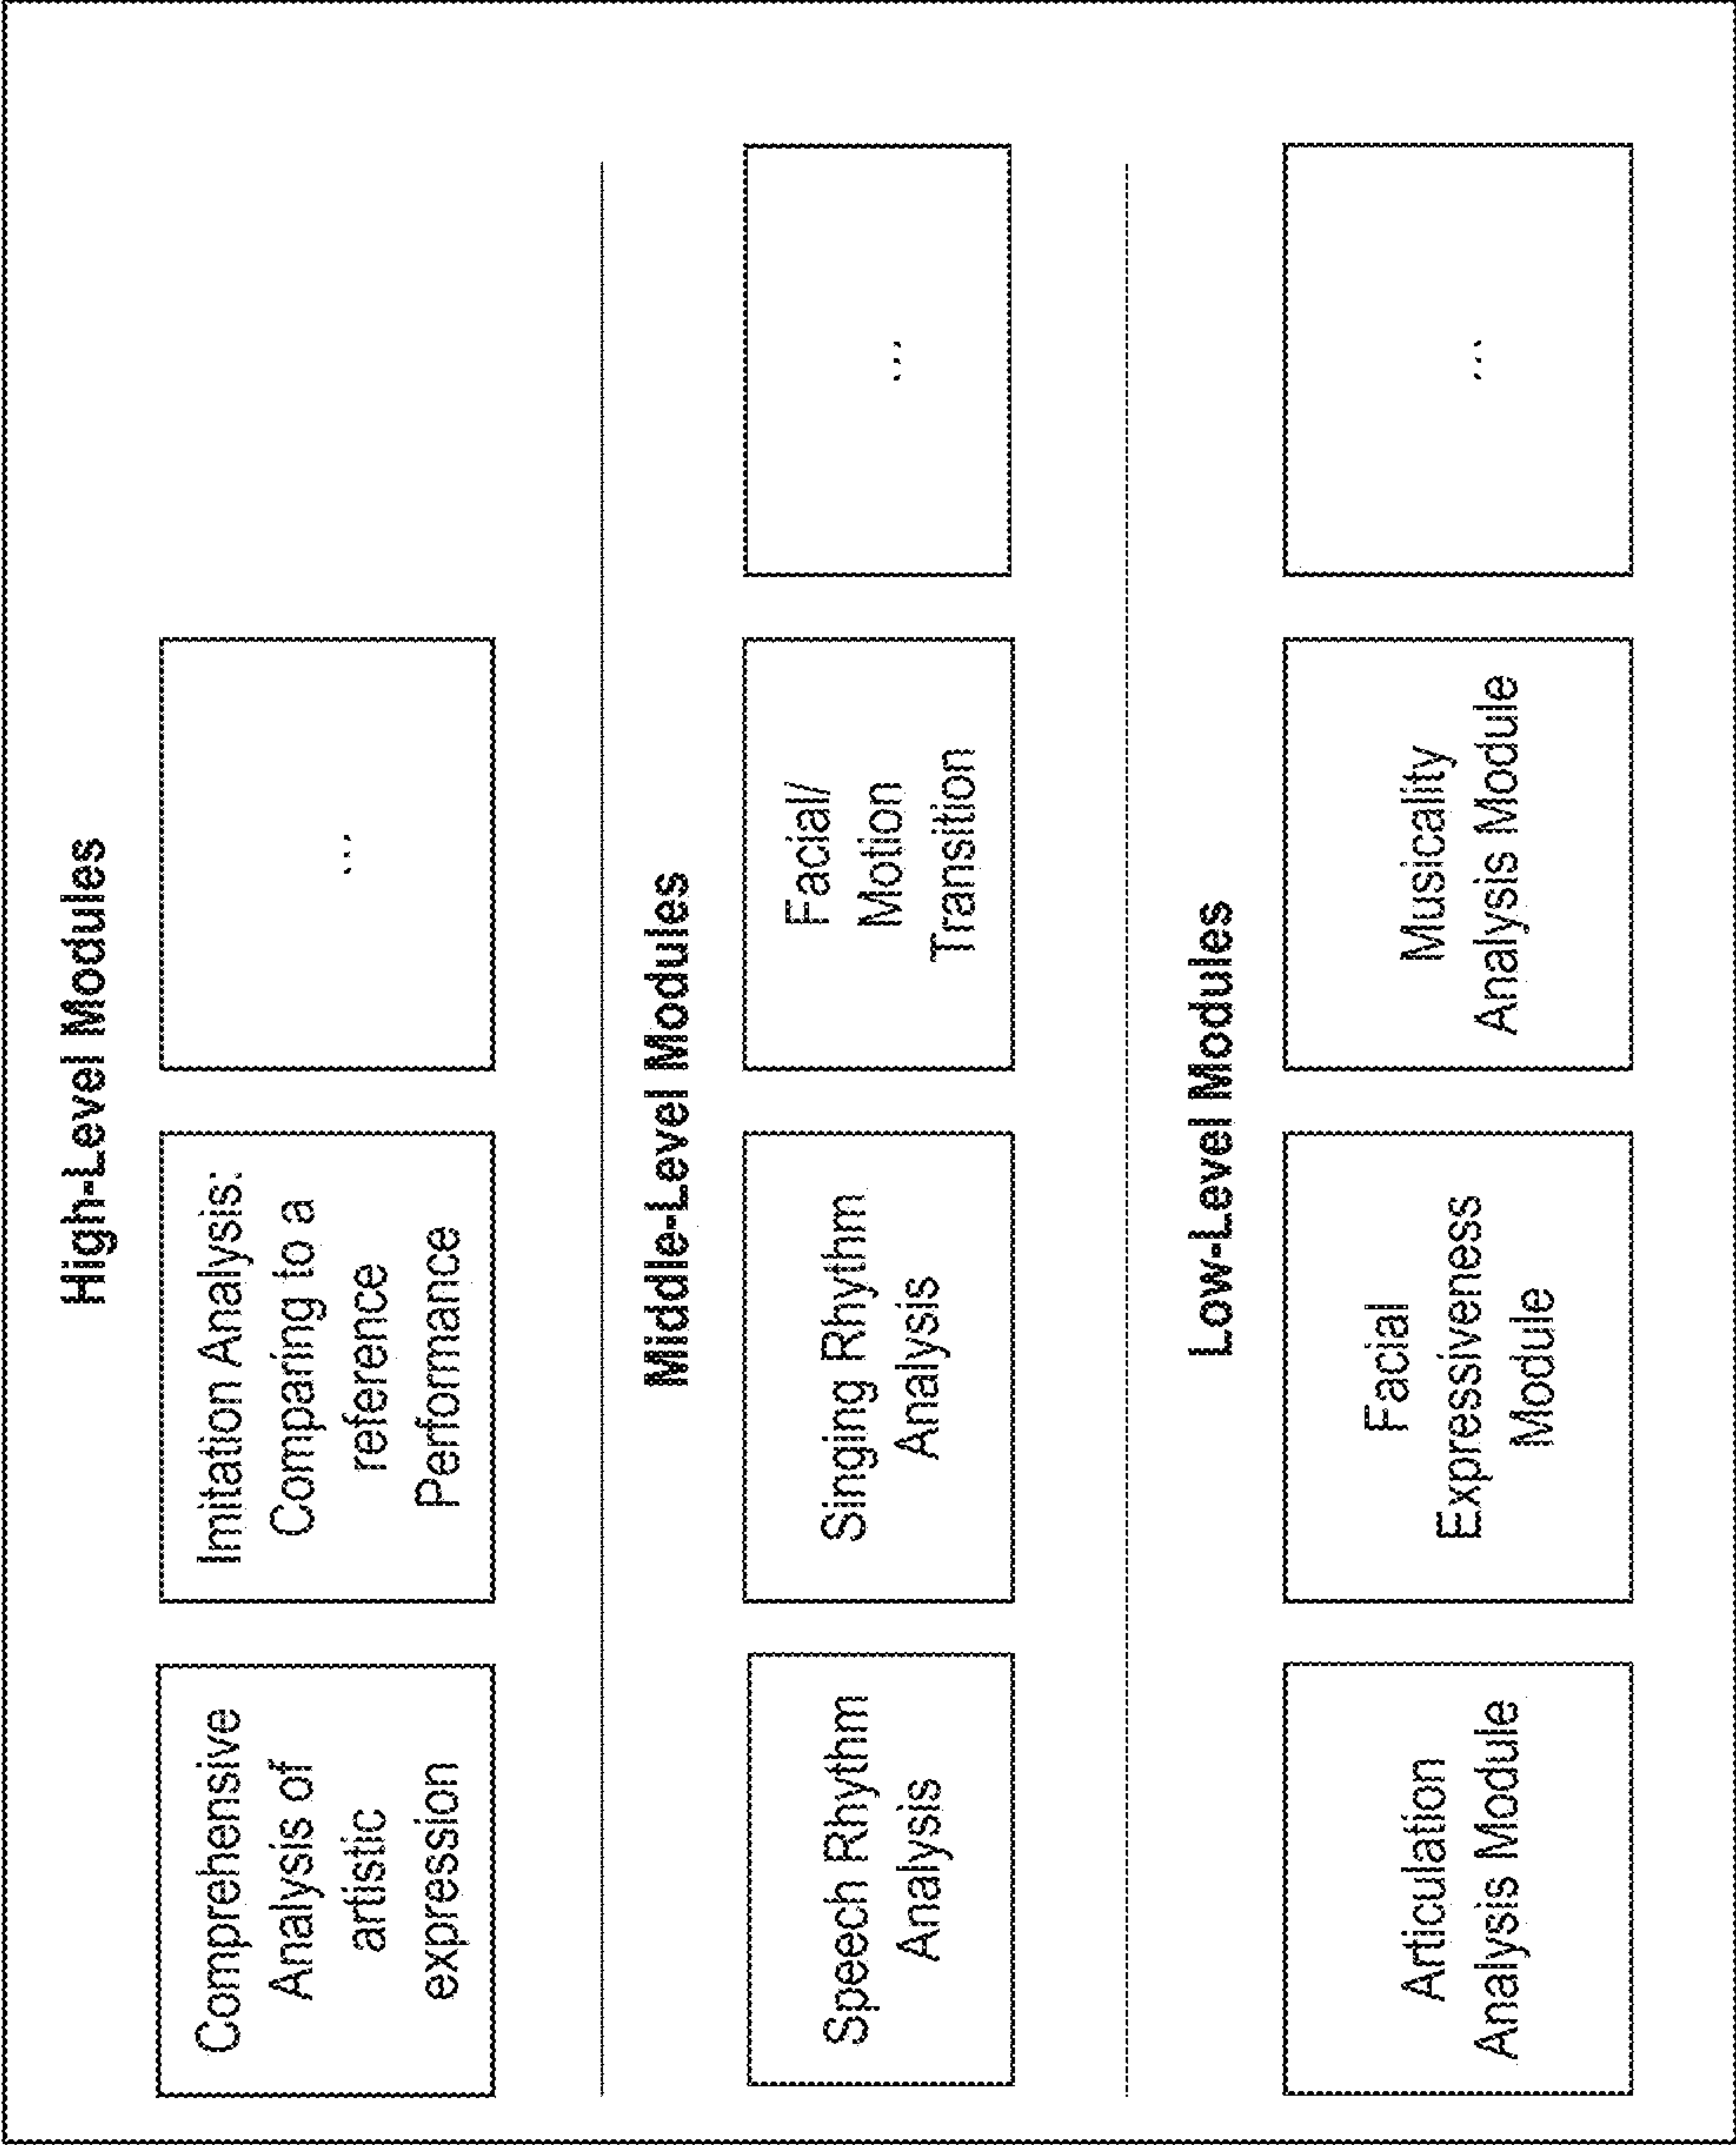 High-Level Modules
Comprehensive
Analysis of
artistic
expression
Imitation Analysis:
Comparing to a
reference
Performance
...
Middle-Level Modules
Speech Rhythm
Analysis
Singing Rhythm
Analysis
Facial/
Motion
Transition
...
Low-Level Modules
Articulation
Analysis Module
Facial
Expressiveness
Module
Musicality
Analysis Module
...